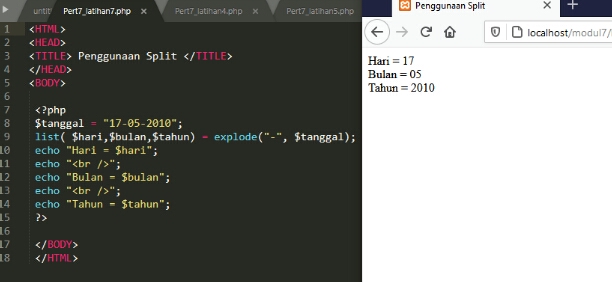 untit
Pert7_latihan7.php
Pert7_latihan4.php
Pert7_latihan5.php
1 <HTML>
2 <HEAD>
3 <TITLE> Penggunaan Split </TITLE>
4 </HEAD>
5 <BODY>
6
7 <?php
8 $tanggal = "17-05-2010";
9 list( $hari,$bulan,$tahun) = explode("-", $tanggal);
10 echo "Hari = $hari";
11 echo "<br />";
12 echo "Bulan = $bulan";
13 echo "<br />";
14 echo "Tahun = $tahun";
15 ?>
16
17 </BODY>
18 </HTML>
Penggunaan Split
localhost/modul7/
Hari = 17
Bulan = 05
Tahun = 2010